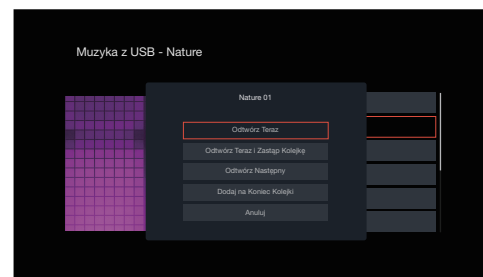 Muzyka z USB - Nature
Nature 01
Odtwórz Teraz
Odtwórz Teraz i Zastąp Kolejkę
Odtwórz Następny
Dodaj na Koniec Kolejki
Anuluj